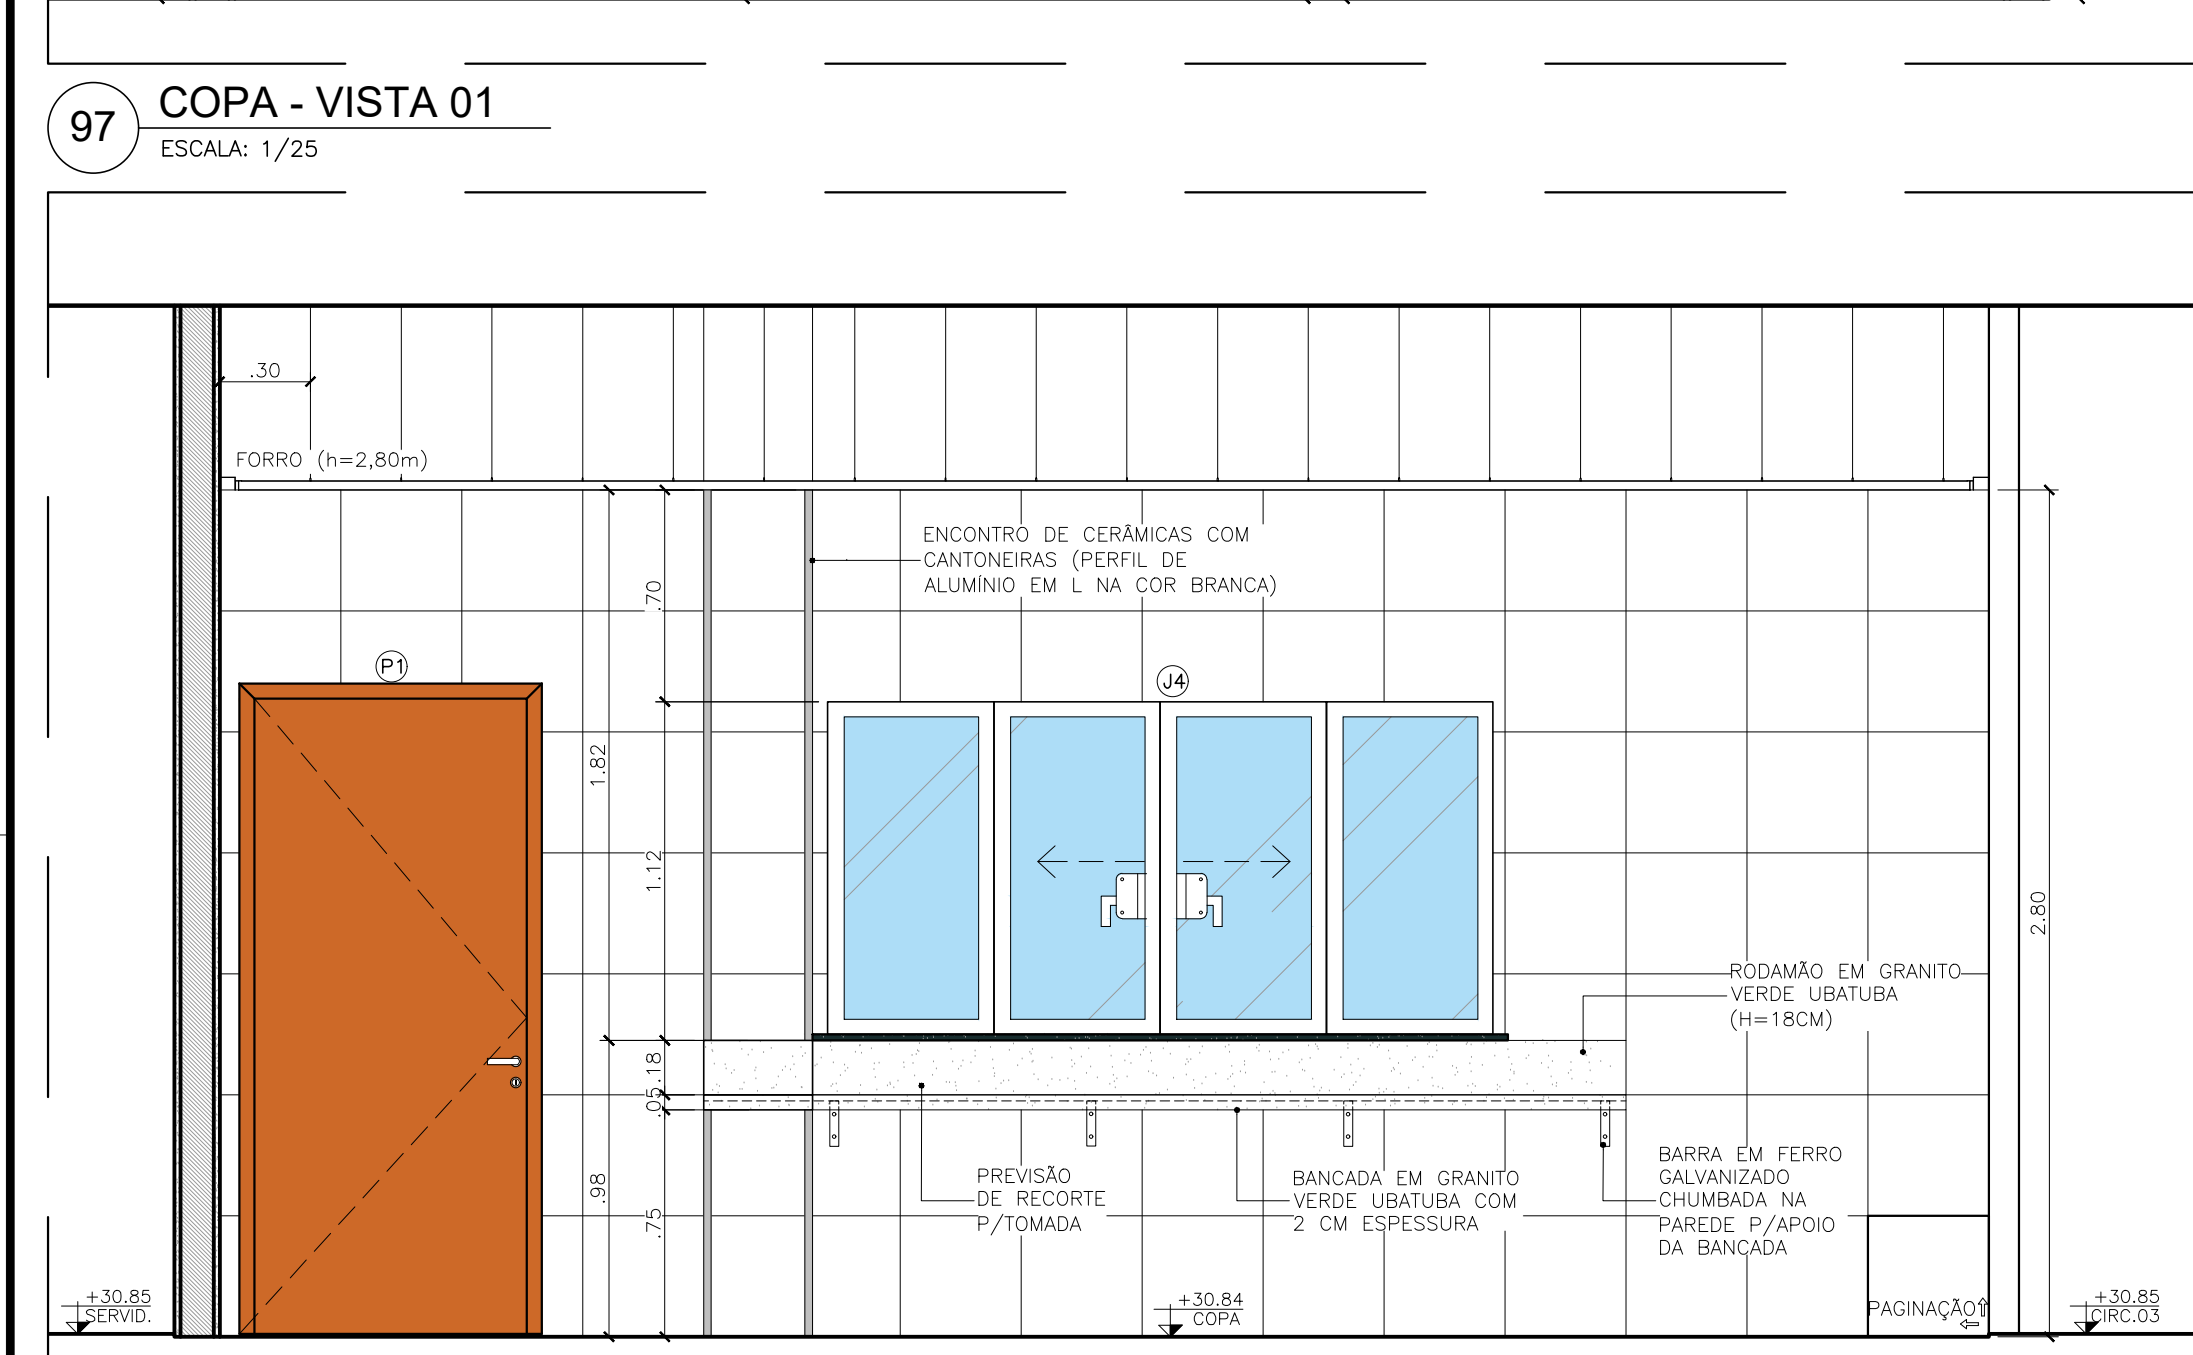 97
COPA - VISTA 01
ESCALA: 1/25
.30
FORRO (h=2,80m)
ENCONTRO DE CERÂMICAS COM
CANTONEIRAS (PERFIL DE
ALUMÍNIO EM L NA COR BRANCA)
.70
P1
J4
1.82
1.12
2.80
RODAMÃO EM GRANITO
VERDE UBATUBA
(H=18CM)
.18
.05
.98
.75
PREVISÃO
DE RECORTE
P/TOMADA
BANCADA EM GRANITO
VERDE UBATUBA COM
2 CM ESPESSURA
BARRA EM FERRO
GALVANIZADO
CHUMBADA NA
PAREDE P/APOIO
DA BANCADA
+30.85
SERVID.
+30.84
COPA
PAGINAÇÃO
+30.85
CIRC.03